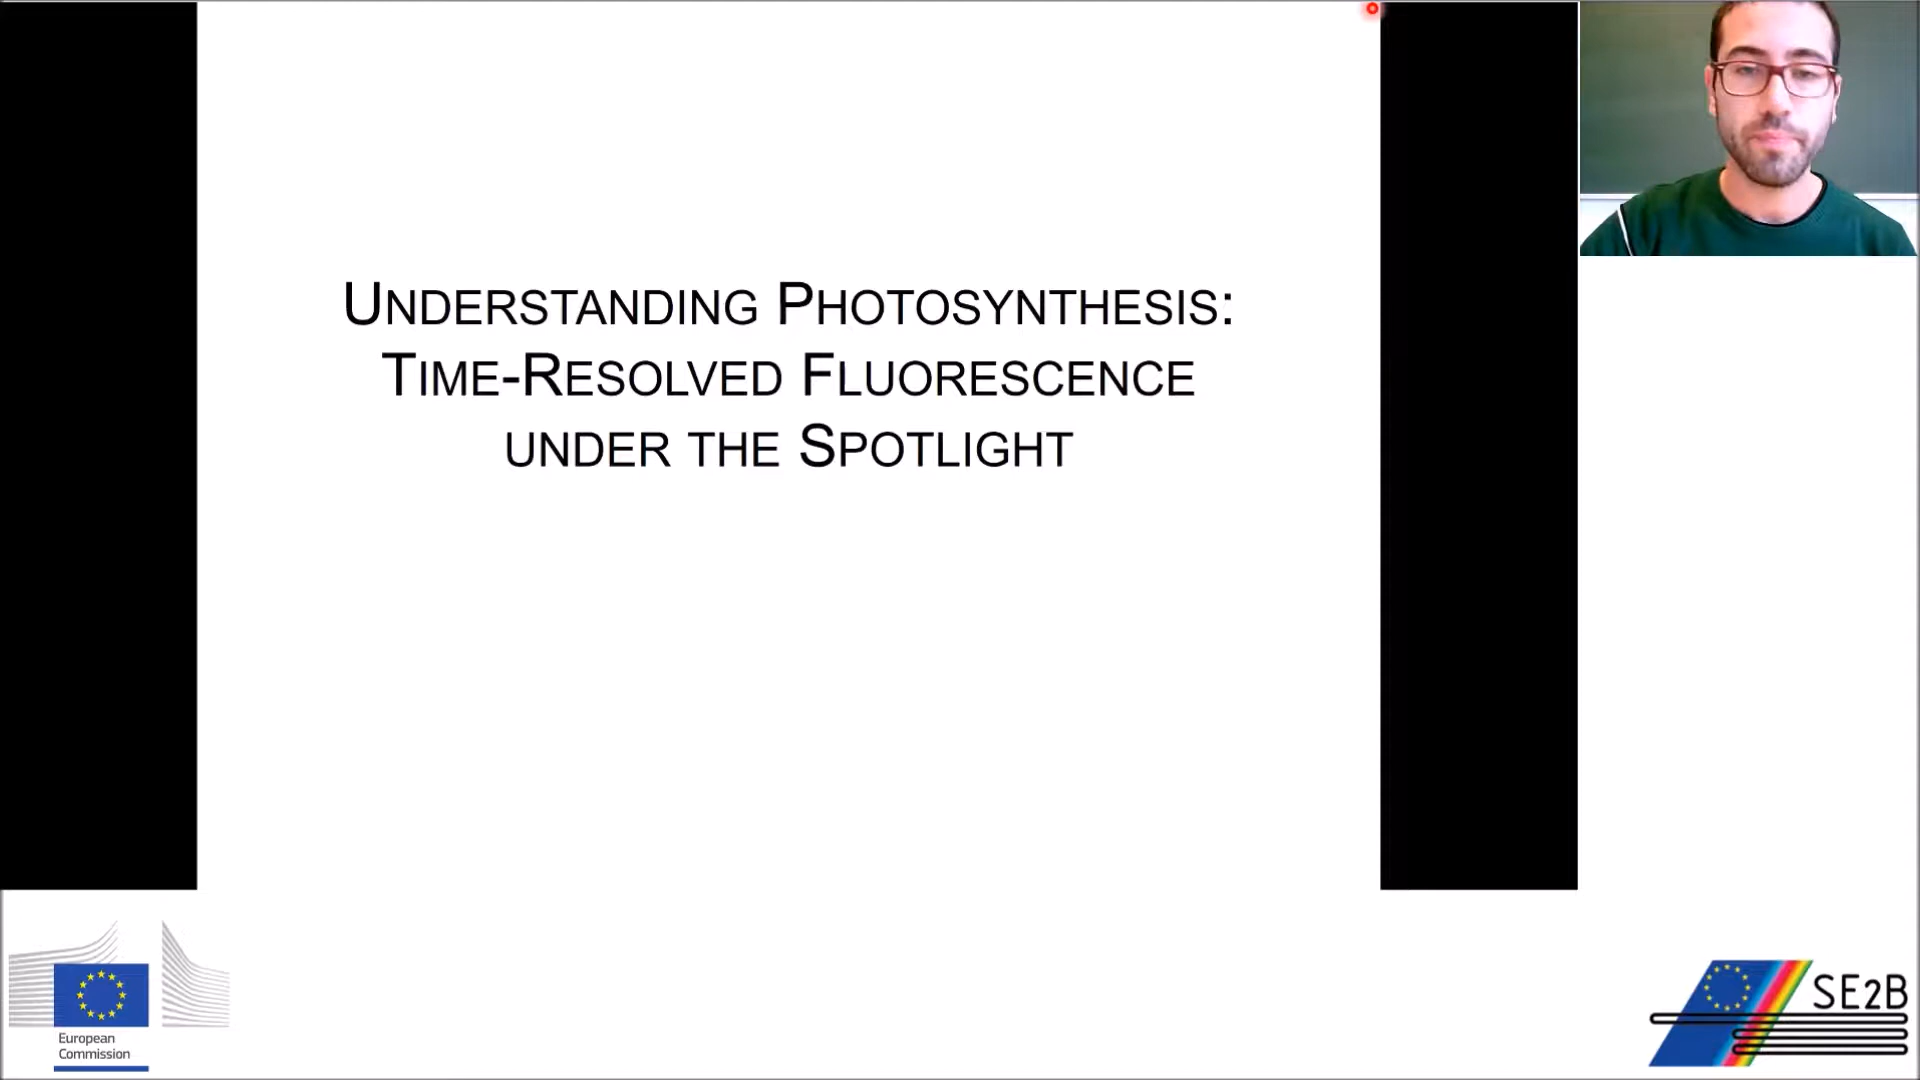 UNDERSTANDING PHOTOSYNTHESIS:
TIME-RESOLVED FLUORESCENCE
UNDER THE SPOTLIGHT
European
Commission
SE2B